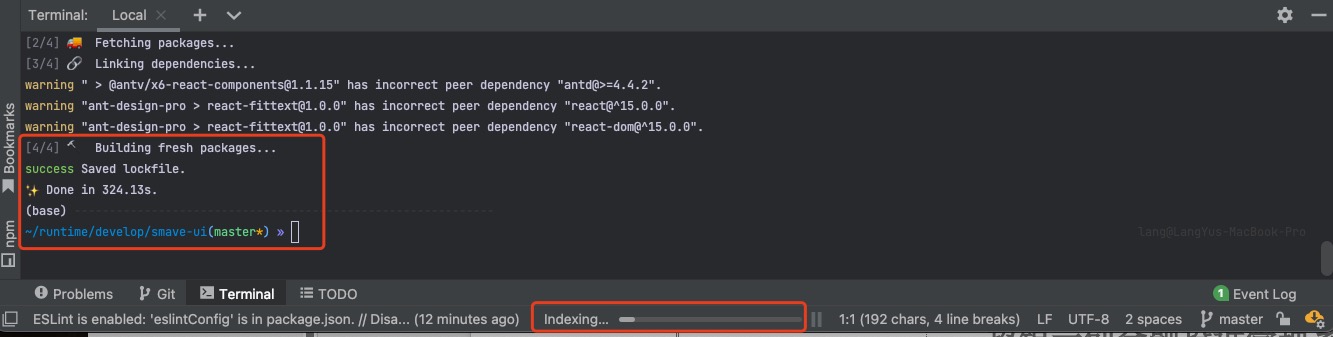 Terminal: Local
[2/4] Fetching packages...
[3/4] Linking dependencies...
warning " > @antv/x6-react-components@1.1.15" has incorrect peer dependency "antd@>=4.4.2".
warning "ant-design-pro > react-fittext@1.0.0" has incorrect peer dependency "react@^15.0.0".
warning "ant-design-pro > react-fittext@1.0.0" has incorrect peer dependency "react-dom@^15.0.0".
[4/4] Building fresh packages...
success Saved lockfile.
Done in 324.13s.
(base) ----------------------------------------------------------
~/runtime/develop/smave-ui(master*) »
lang@LangYus-MacBook-Pro
Bookmarks
npm
Problems Git Terminal TODO
1 Event Log
ESLint is enabled: 'eslintConfig' is in package.json. // Disa... (12 minutes ago)
Indexing...
1:1 (192 chars, 4 line breaks) LF UTF-8 2 spaces master